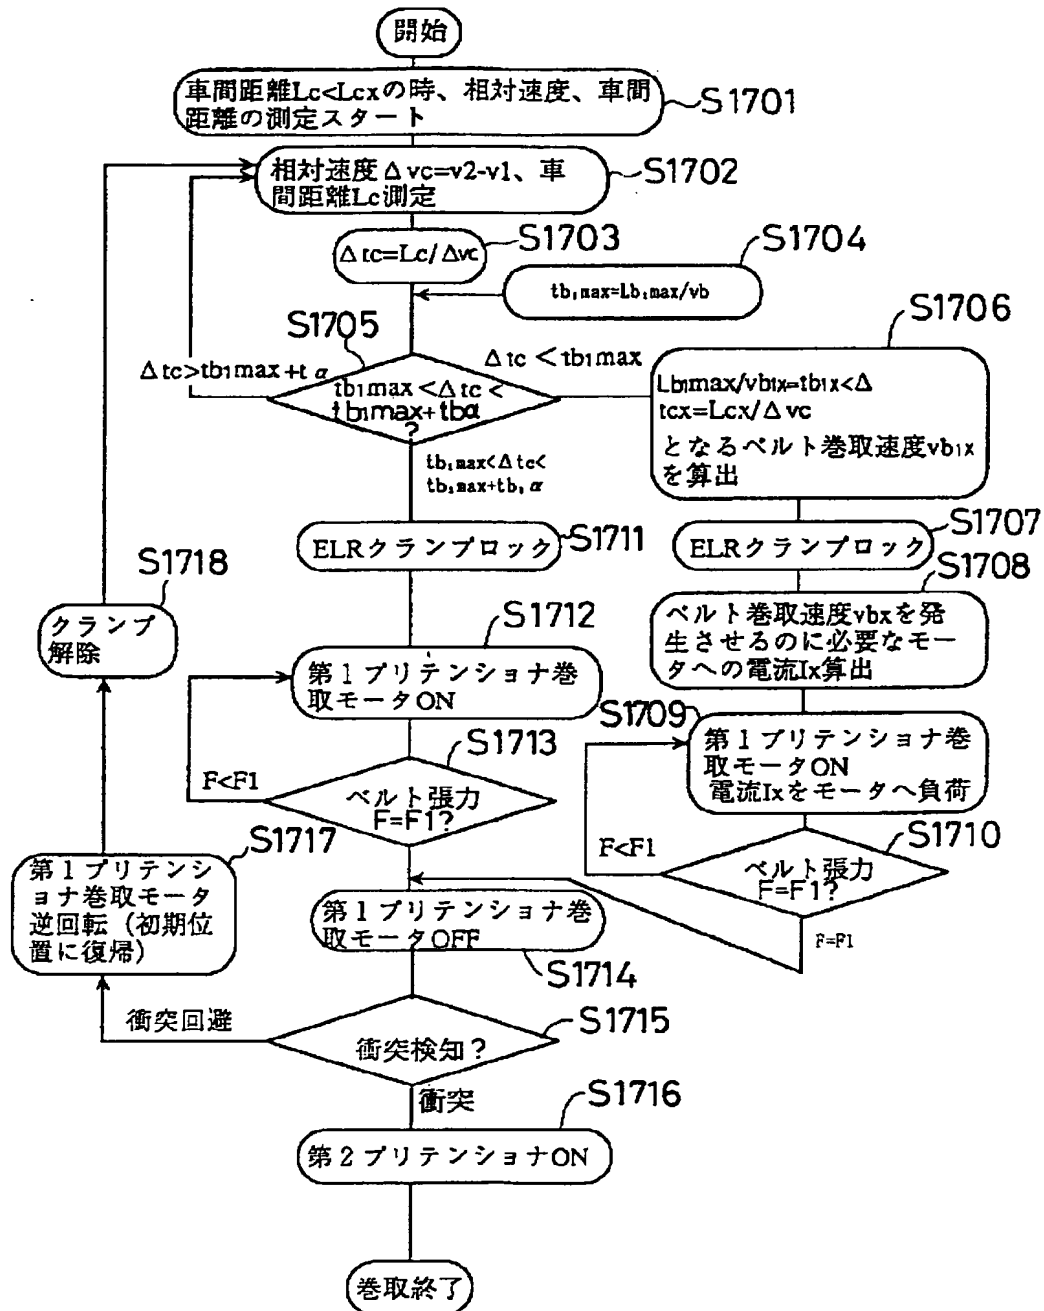 開始
車間距離Lc<Lcxの時、相対速度、車間
距離の測定スタート
S1701
相対速度Δvc=v2-v1、車
間距離Lc測定
S1702
Δtc=Lc/Δvc
S1703
S1704
tb₁max=Lb₁max/vb
S1705
Δtc>tb₁max+tα
tb₁max<Δtc<
tb₁max+tbα
?
Δtc<tb₁max
S1706
Lb₁max/vb₁x=tb₁x<Δ
tcx=Lcx/Δvc
となるベルト巻取速度vb₁x
を算出
tb₁max<Δtc<
tb₁max+tb₁α
ELRクランプロック
S1711
ELRクランプロック
S1707
S1708
ベルト巻取速度vbxを発
生させるのに必要なモー
タへの電流Ix算出
S1718
クランプ
解除
S1712
第1プリテンショナ巻
取モータON
S1709
第1プリテンショナ巻
取モータON
電流Ixをモータへ負荷
S1713
F<F1
ベルト張力
F=F1?
S1710
F<F1
ベルト張力
F=F1?
F=F1
S1717
第1プリテンシ
ョナ巻取モータ
逆回転（初期位
置に復帰）
第1プリテンショナ巻
取モータOFF
S1714
衝突回避
S1715
衝突検知？
衝突
S1716
第2プリテンショナON
巻取終了